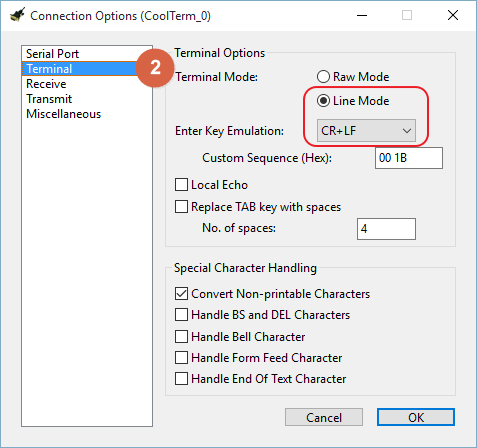 Connection Options (CoolTerm_0)
Serial Port
Terminal
Receive
Transmit
Miscellaneous
2
Terminal Options
Terminal Mode: Raw Mode
Line Mode
Enter Key Emulation: CR+LF
Custom Sequence (Hex): 00 1B
Local Echo
Replace TAB key with spaces
No. of spaces: 4
Special Character Handling
Convert Non-printable Characters
Handle BS and DEL Characters
Handle Bell Character
Handle Form Feed Character
Handle End Of Text Character
Cancel OK